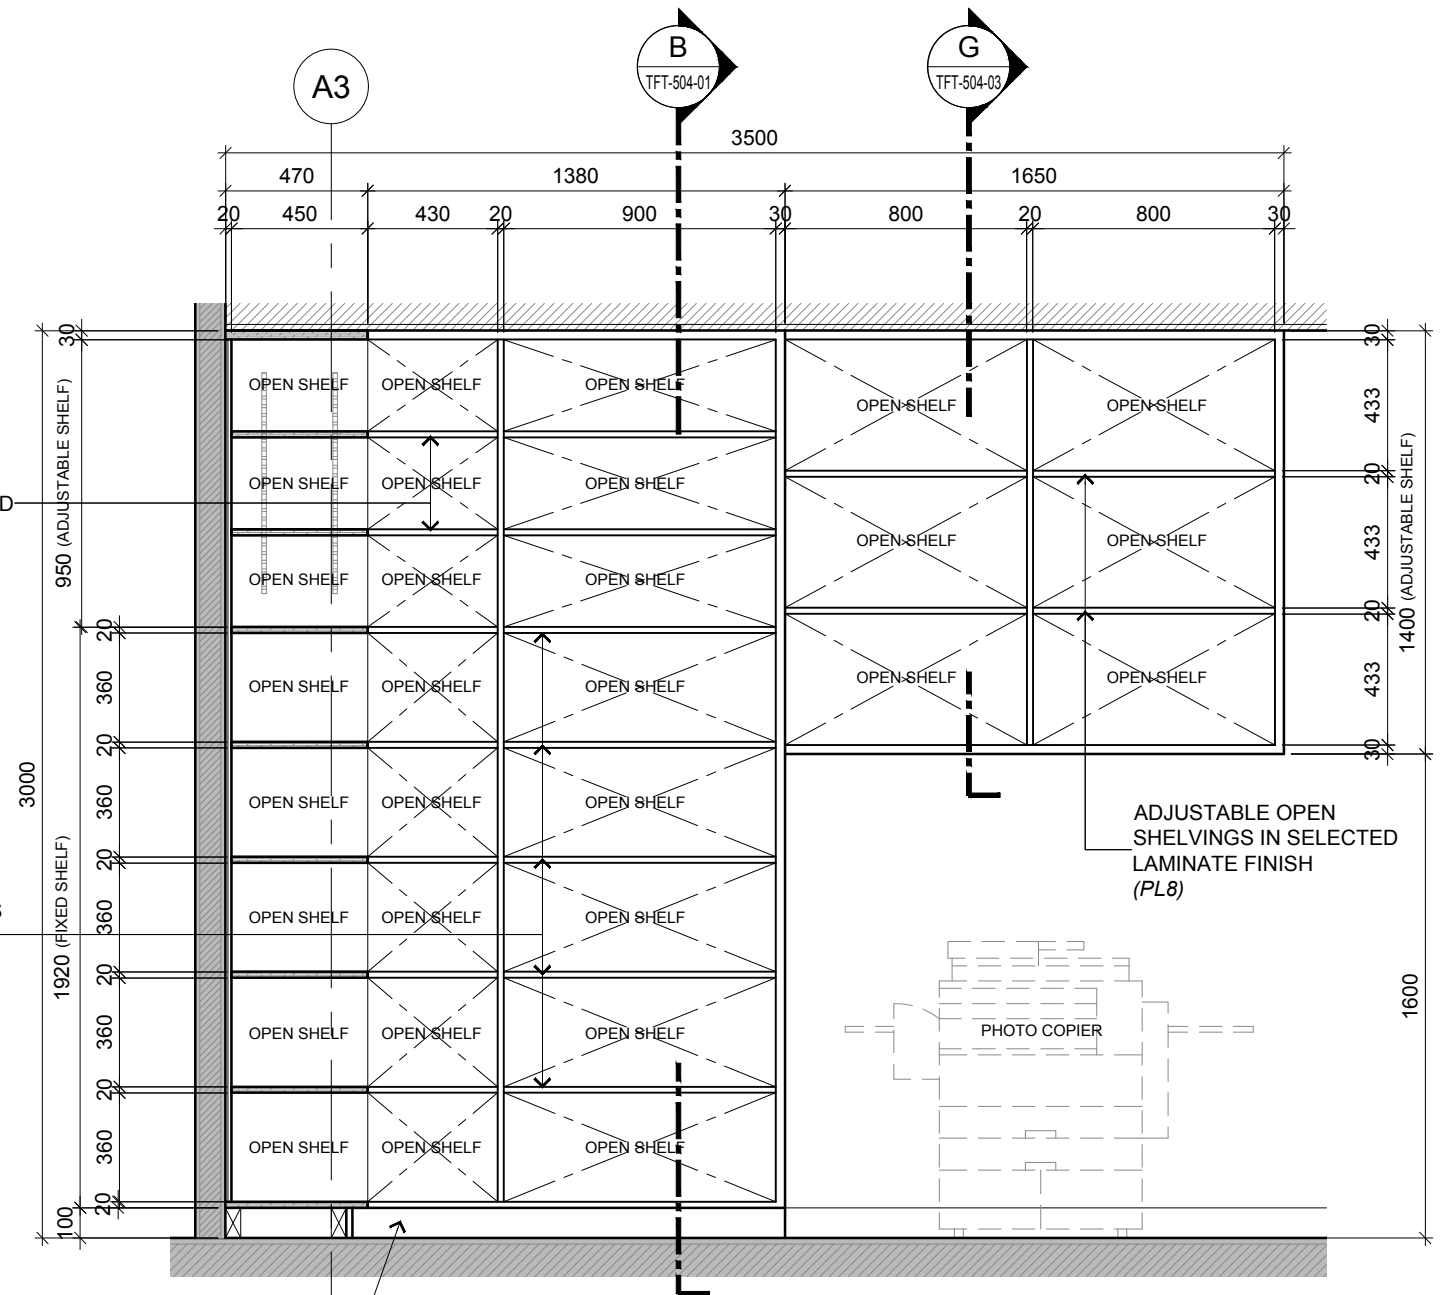 A3
B
TFT-504-01
G
TFT-504-03
3500
470 1380 1650
20 450 430 20 900 30 800 20 800 30
30
950 (ADJUSTABLE SHELF)
3000
1920 (FIXED SHELF)
100
20
360
20
360
20
360
20
360
20
360
20
D
S
OPEN SHELF OPEN SHELF OPEN SHELF
OPEN SHELF OPEN SHELF OPEN SHELF
OPEN SHELF OPEN SHELF OPEN SHELF
OPEN SHELF OPEN SHELF OPEN SHELF
OPEN SHELF OPEN SHELF OPEN SHELF
OPEN SHELF OPEN SHELF OPEN SHELF
OPEN SHELF OPEN SHELF OPEN SHELF
OPEN SHELF OPEN SHELF OPEN SHELF
OPEN SHELF OPEN SHELF
OPEN SHELF OPEN SHELF
OPEN SHELF OPEN SHELF
30
433
20
433
20
433
30
1400 (ADJUSTABLE SHELF)
1600
ADJUSTABLE OPEN
SHELVINGS IN SELECTED
LAMINATE FINISH
(PL8)
PHOTO COPIER